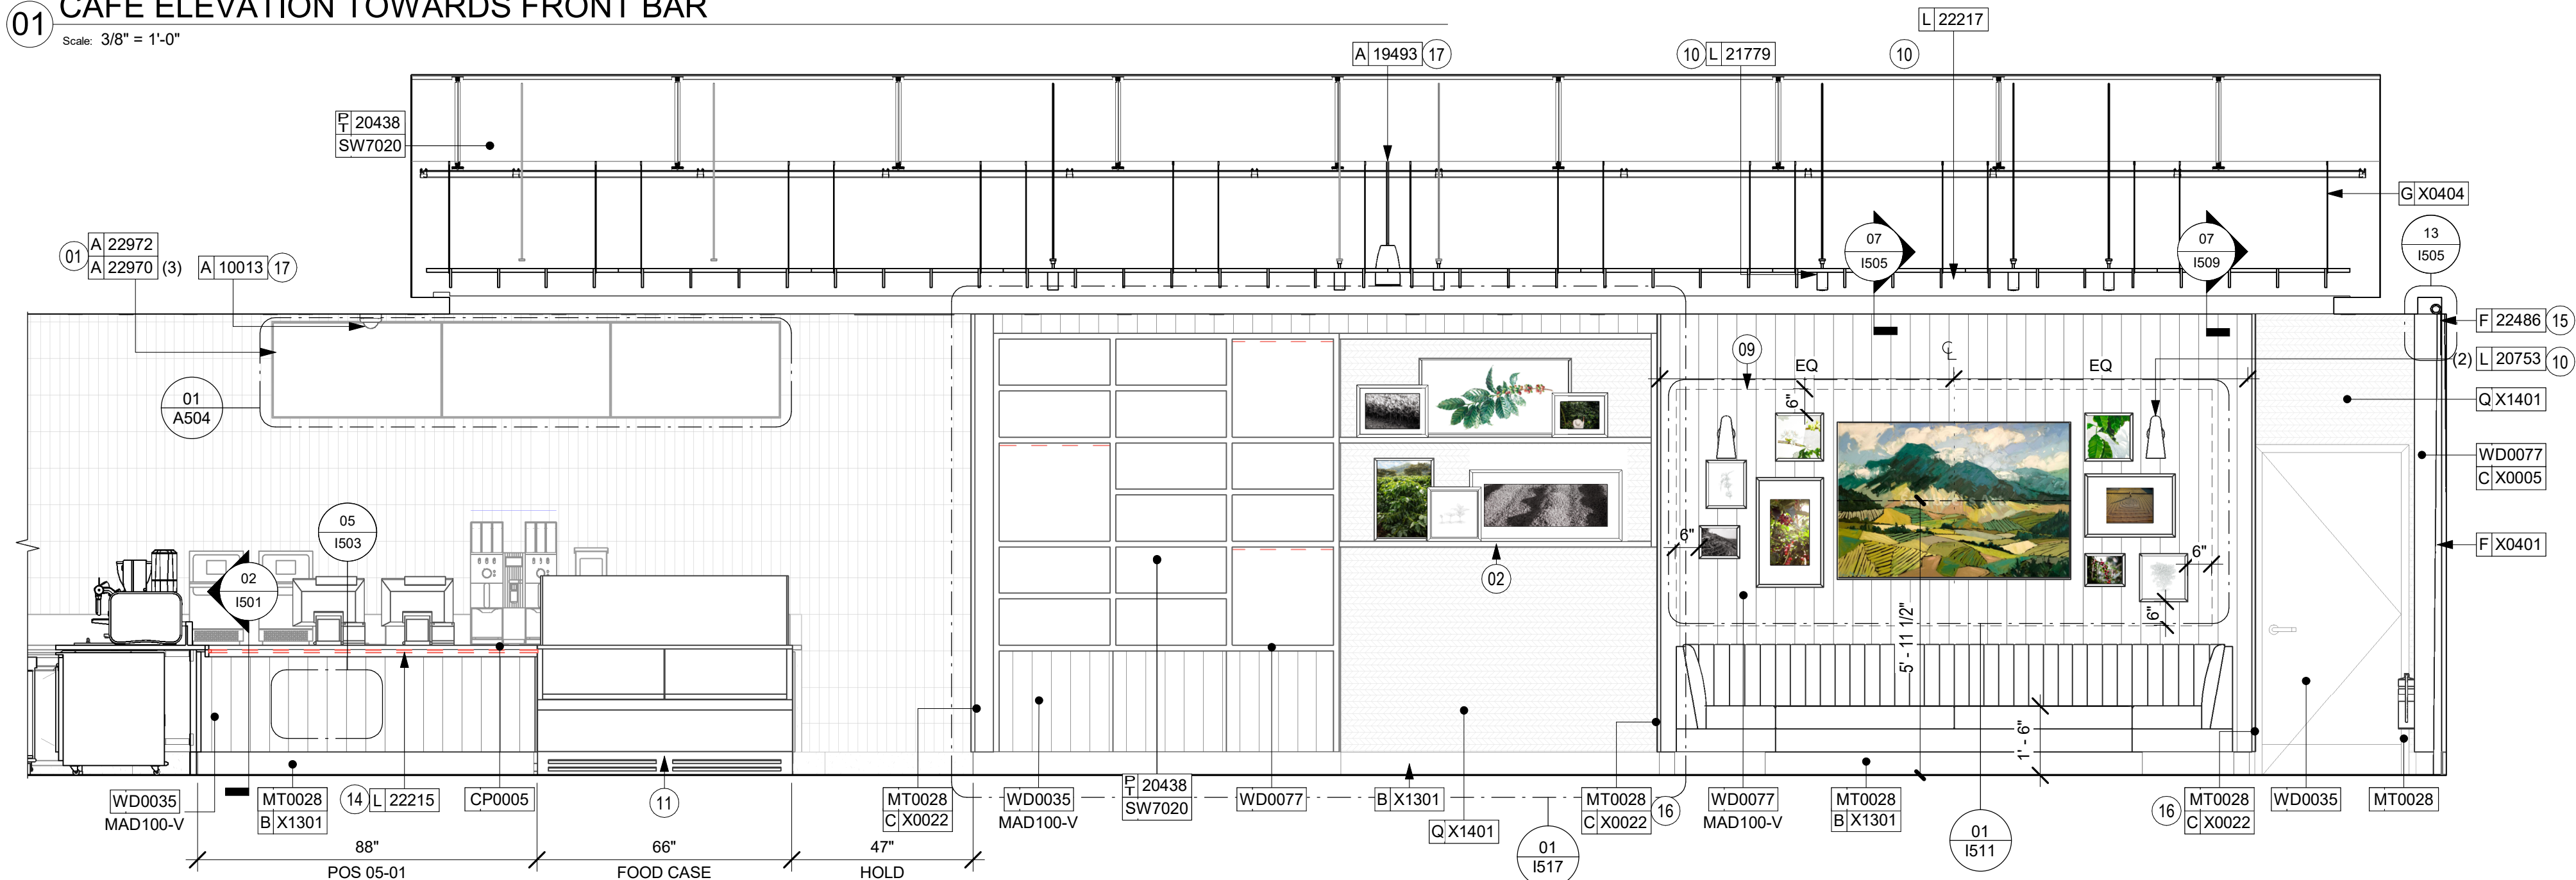 01 CAFE ELEVATION TOWARDS FRONT BAR
Scale: 3/8" = 1'-0"
L 22217
A 19493 17
10 L 21779
10
PT 20438
SW7020
G X0404
01
A 22972
A 22970 (3)
A 10013 17
07
I505
07
I509
13
I505
F 22486 15
(2) L 20753 10
09
EQ
CL
EQ
01
A504
6"
Q X1401
WD0077
C X0005
05
I503
6"
F X0401
6"
02
I501
02
6"
5' - 11 1/2"
1' - 6"
WD0035
MAD100-V
MT0028
B X1301
14 L 22215
CP0005
11
MT0028
C X0022
WD0035
MAD100-V
PT 20438
SW7020
WD0077
B X1301
Q X1401
MT0028
C X0022
16
WD0077
MAD100-V
MT0028
B X1301
16
MT0028
C X0022
WD0035
MT0028
01
I517
01
I511
88"
66"
47"
POS 05-01
FOOD CASE
HOLD